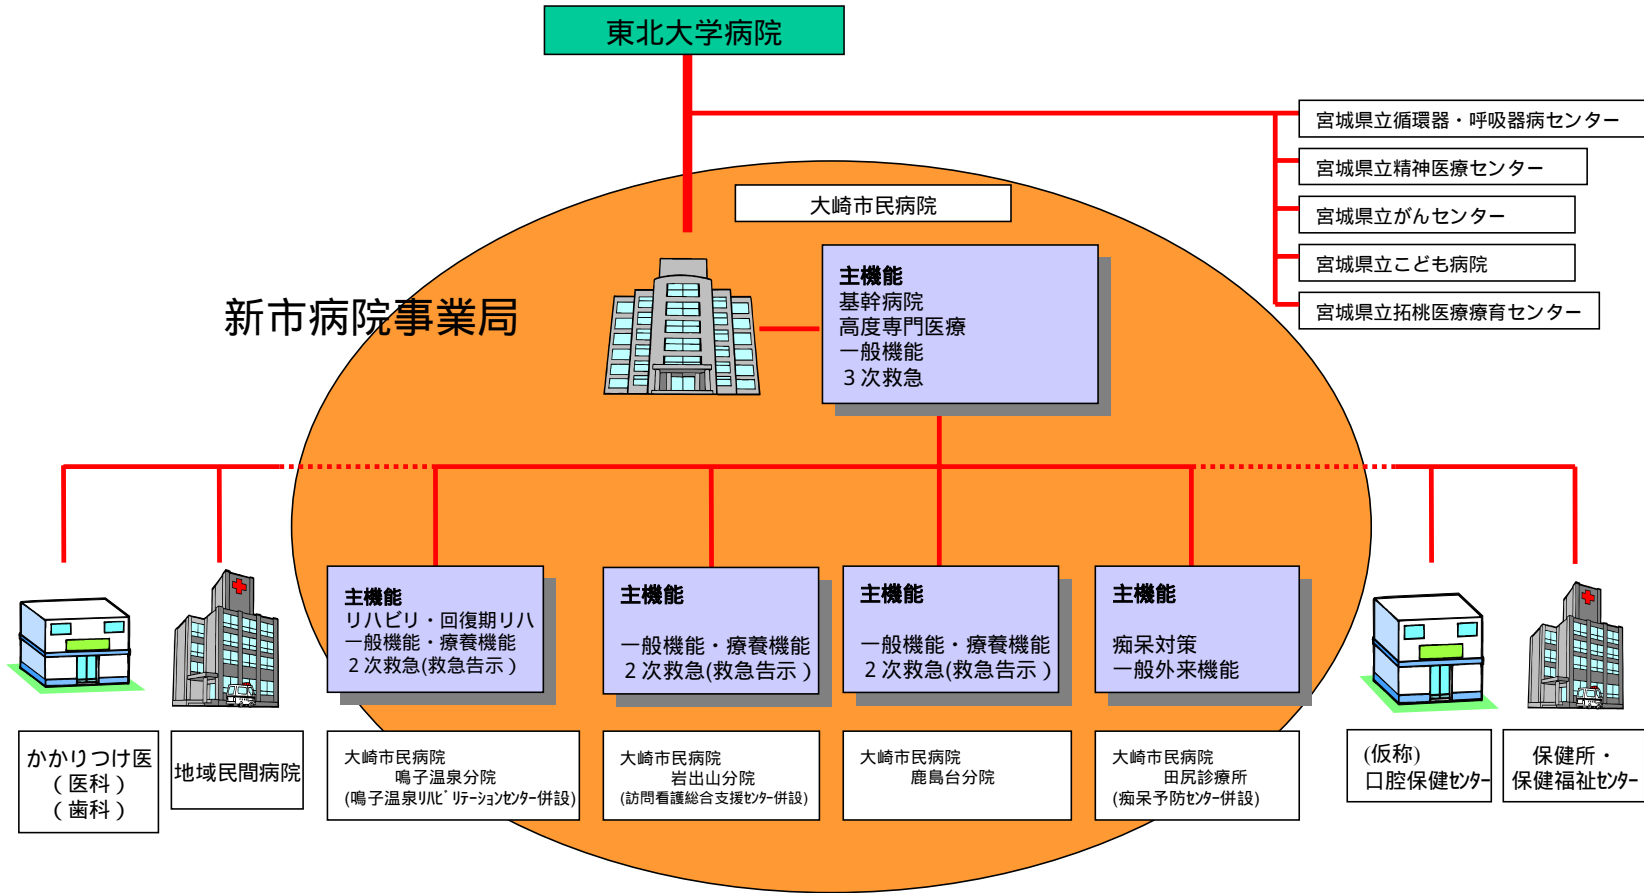 東北大学病院
宮城県立循環器・呼吸器病センター
宮城県立精神医療センター
宮城県立がんセンター
宮城県立こども病院
宮城県立拓桃医療療育センター
大崎市民病院
新市病院事業局
主機能
基幹病院
高度専門医療
一般機能
３次救急
主機能
リハビリ・回復期リハ
一般機能・療養機能
２次救急(救急告示）
主機能
一般機能・療養機能
２次救急(救急告示）
主機能
一般機能・療養機能
２次救急(救急告示）
主機能
痴呆対策
一般外来機能
かかりつけ医
（医科）
（歯科）
地域民間病院
大崎市民病院
鳴子温泉分院
(鳴子温泉ﾘﾊﾋﾞﾘﾃｰｼｮﾝｾﾝﾀｰ併設)
大崎市民病院
岩出山分院
(訪問看護総合支援ｾﾝﾀｰ併設)
大崎市民病院
鹿島台分院
大崎市民病院
田尻診療所
(痴呆予防ｾﾝﾀｰ併設)
(仮称)
口腔保健ｾﾝﾀｰ
保健所・
保健福祉ｾﾝﾀｰ